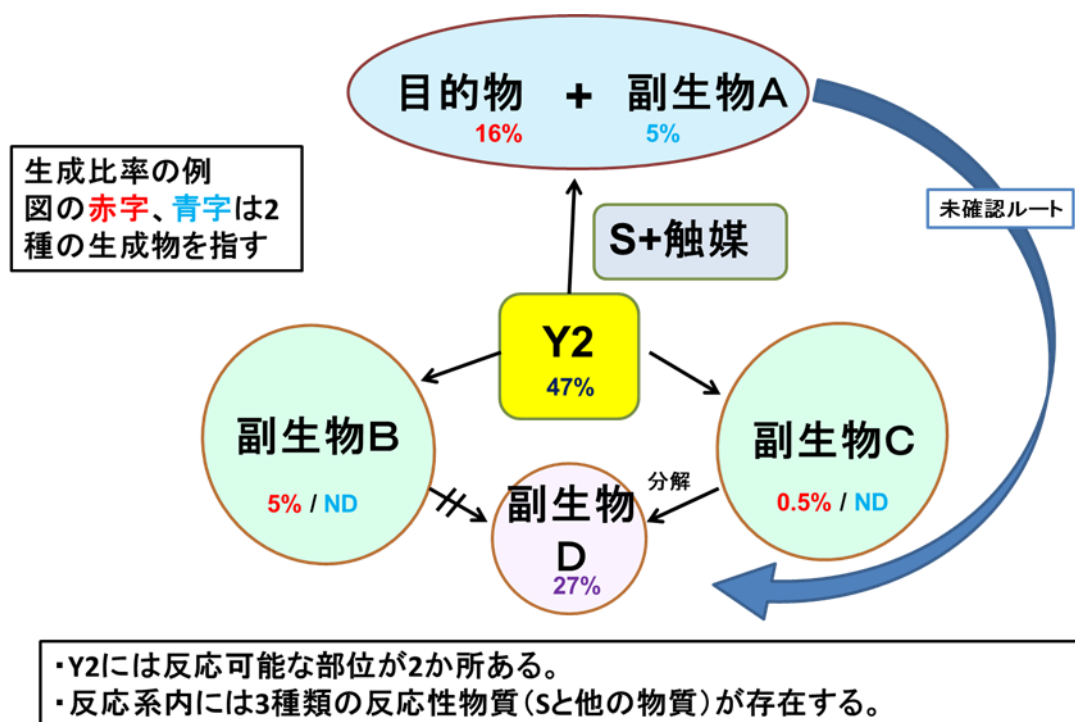 目的物 + 副生物A
16% 5%
生成比率の例
図の赤字、青字は2
種の生成物を指す
未確認ルート
S+触媒
Y2
47%
副生物B
5% / ND
副生物C
0.5% / ND
分解
副生物
D
27%
・Y2には反応可能な部位が2か所ある。
・反応系内には3種類の反応性物質(Sと他の物質)が存在する。